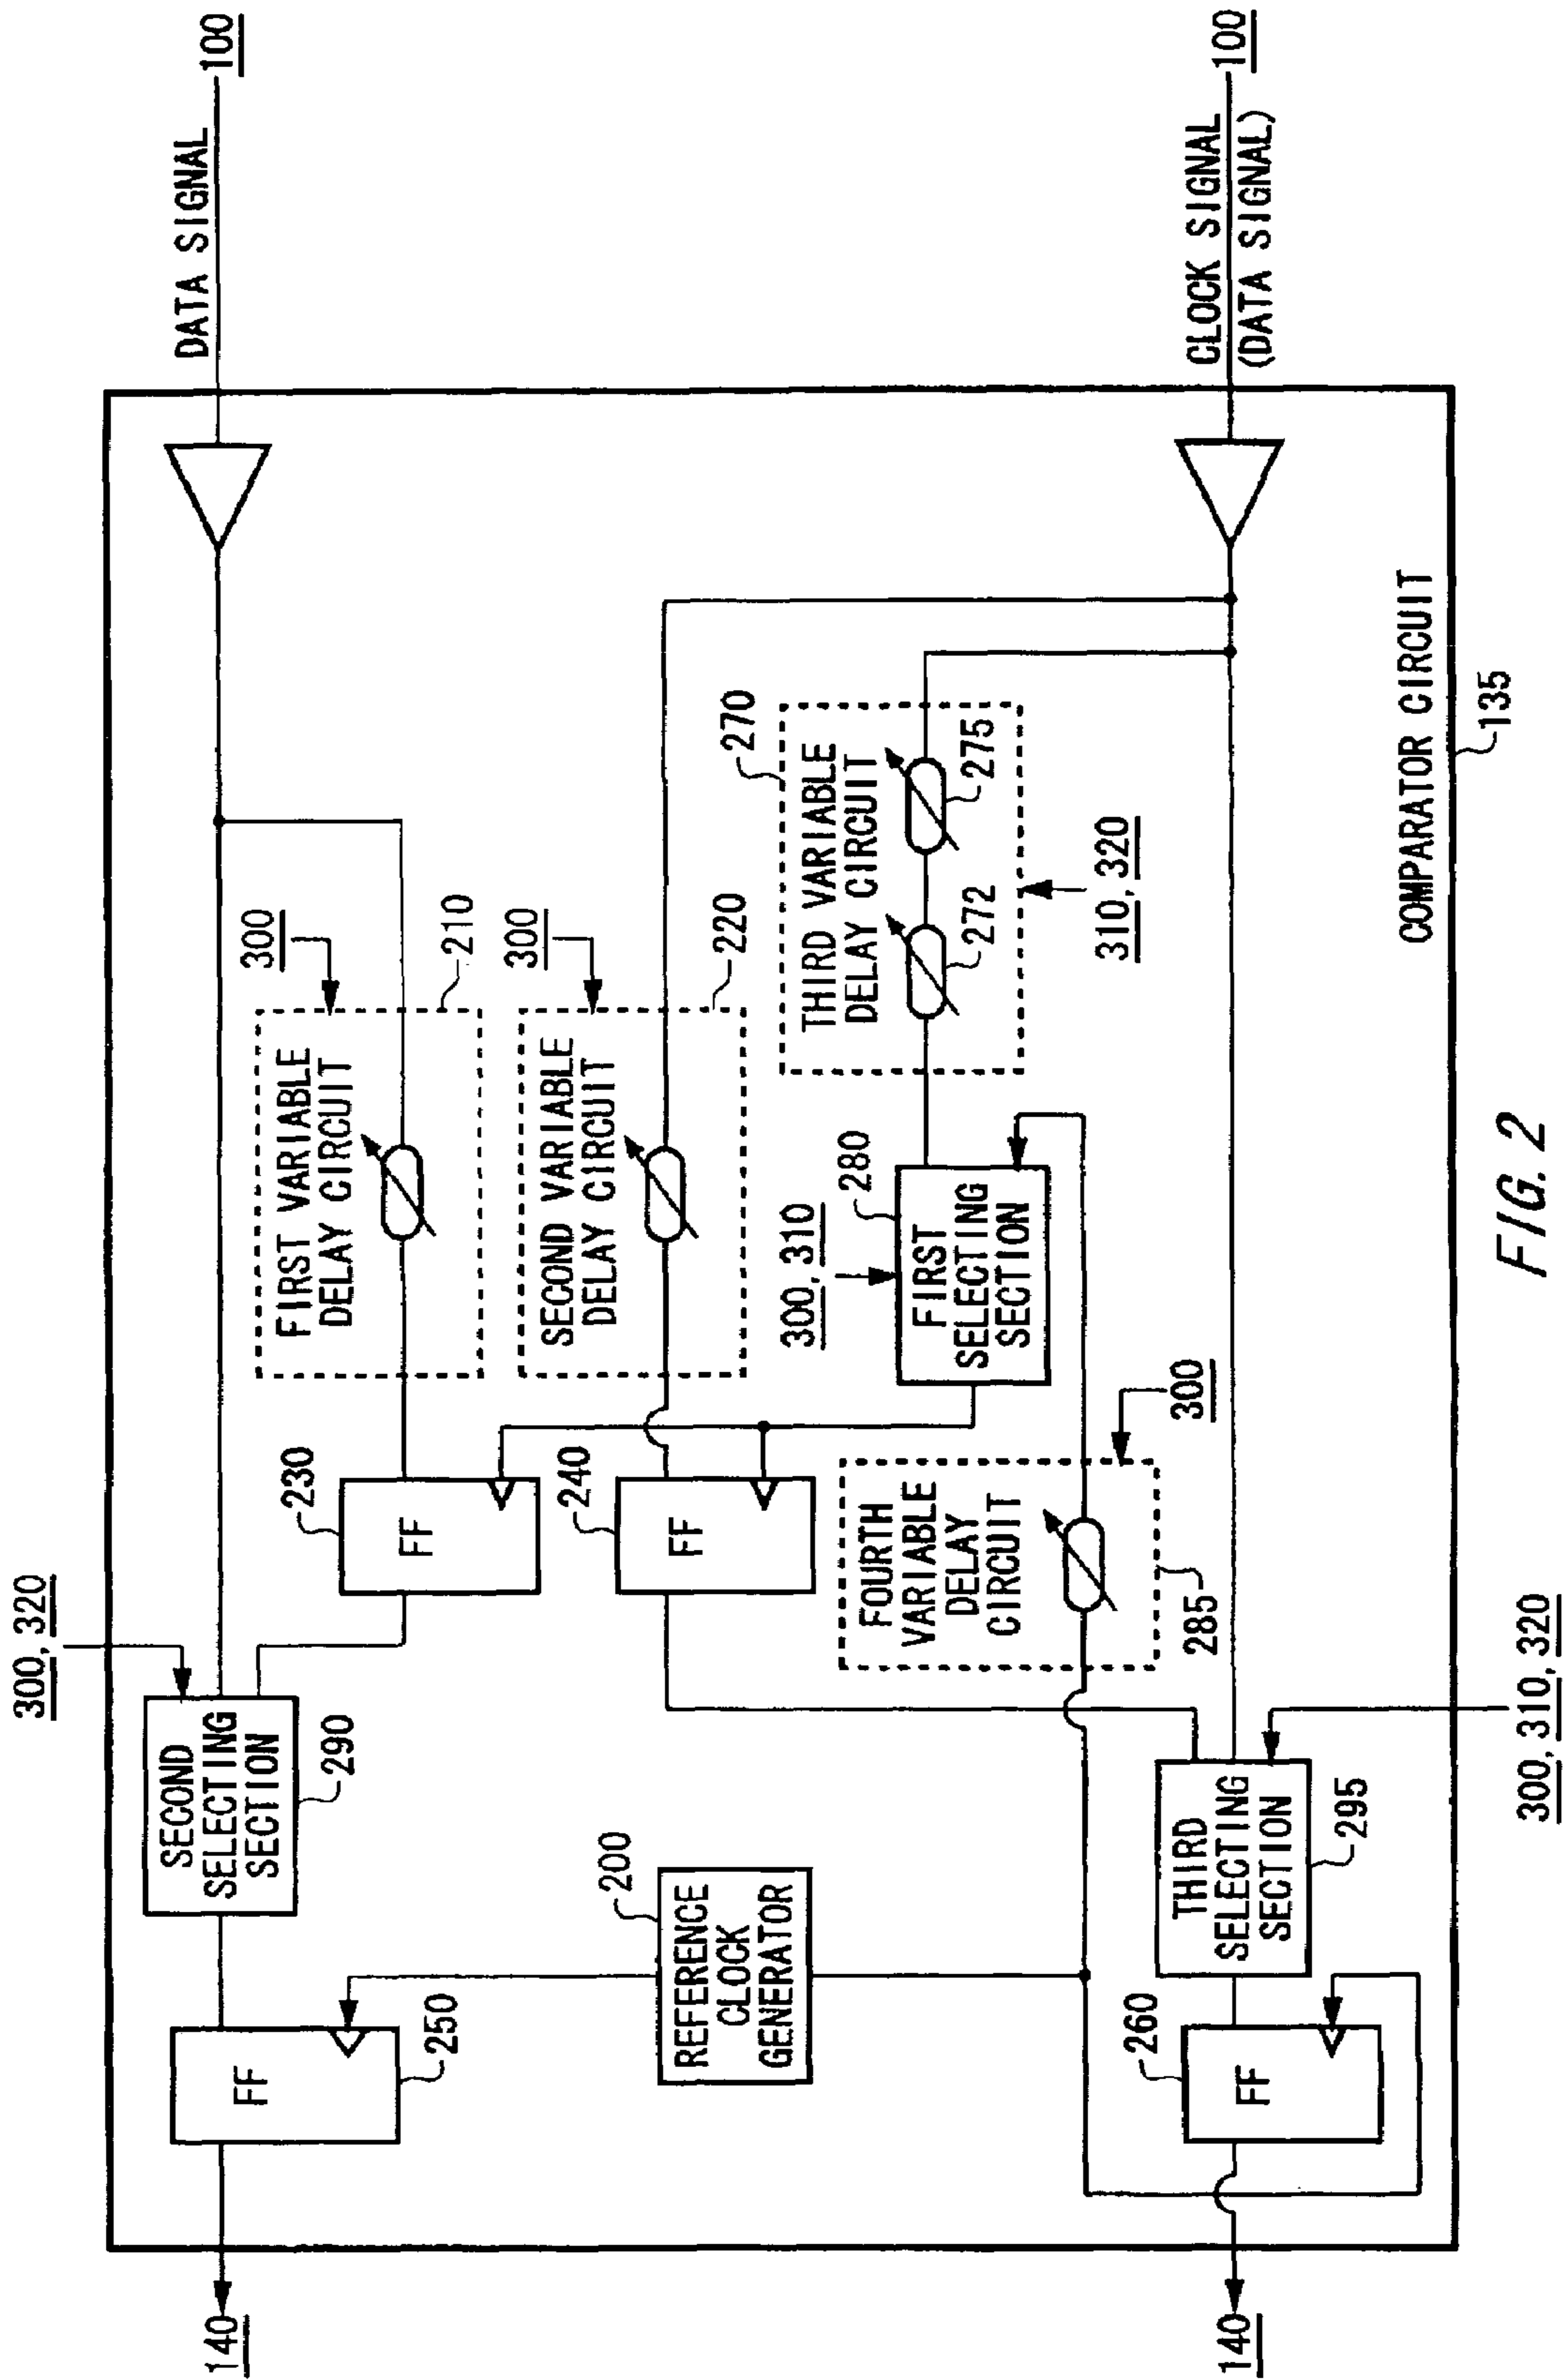 DATA SIGNAL
100
CLOCK SIGNAL
(DATA SIGNAL)
100
300
210
FIRST VARIABLE
DELAY CIRCUIT
300
220
SECOND VARIABLE
DELAY CIRCUIT
270
THIRD VARIABLE
DELAY CIRCUIT
272
275
310, 320
280
300, 310
FIRST
SELECTING
SECTION
230
FF
240
FF
300
FOURTH
VARIABLE
DELAY
CIRCUIT
285
300, 320
SECOND
SELECTING
SECTION
290
200
REFERENCE
CLOCK
GENERATOR
THIRD
SELECTING
SECTION
295
300, 310, 320
FF
250
260
FF
140
140
COMPARATOR CIRCUIT
135
FIG. 2